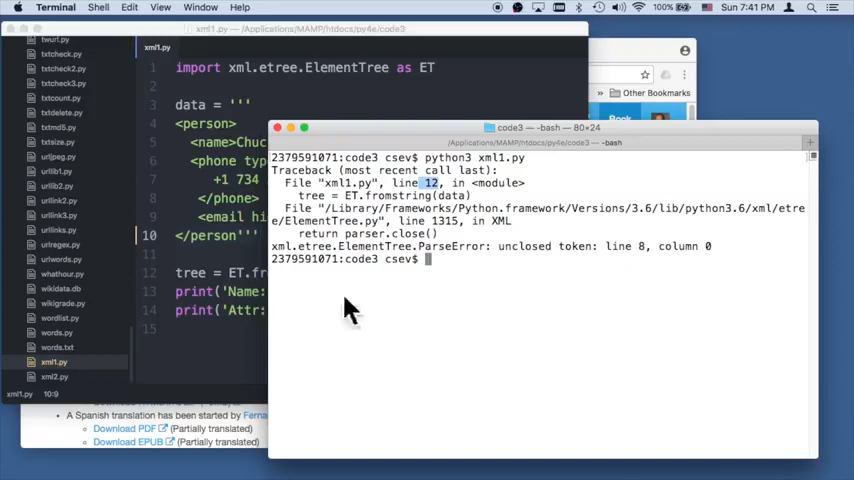 Terminal Shell Edit View Window Help 100% Sun 7:41 PM
xml1.py — /Applications/MAMP/htdocs/py4e/code3
twurl.py
txtcheck.py
txtcheck2.py
txtcheck3.py
txtcount.py
txtdelete.py
txtmd5.py
txtsize.py
urljpeg.py
urllib1.py
urllib2.py
urllink2.py
urllink3.py
urllinks.py
urlregex.py
urlwords.py
whathour.py
wikidata.db
wikigrade.py
wordlist.py
words.py
words.txt
xml1.py
xml2.py
xml1.py 10:9
xml1.py
1 import xml.etree.ElementTree as ET
2
3 data = '''
4 <person>
5 <name>Chuc
6 <phone typ
7 +1 734
8 </phone>
9 <email hi
10 </person'''
11
12 tree = ET.fr
13 print('Name:
14 print('Attr:
15
» Other Bookmarks
Book
code3 — -bash — 80×24
/Applications/MAMP/htdocs/py4e/code3 — -bash +
2379591071:code3 csev$ python3 xml1.py
Traceback (most recent call last):
File "xml1.py", line 12, in <module>
tree = ET.fromstring(data)
File "/Library/Frameworks/Python.framework/Versions/3.6/lib/python3.6/xml/etre
e/ElementTree.py", line 1315, in XML
return parser.close()
xml.etree.ElementTree.ParseError: unclosed token: line 8, column 0
2379591071:code3 csev$
A Spanish translation has been started by Ferna
Download PDF (Partially translated)
Download EPUB (Partially translated)